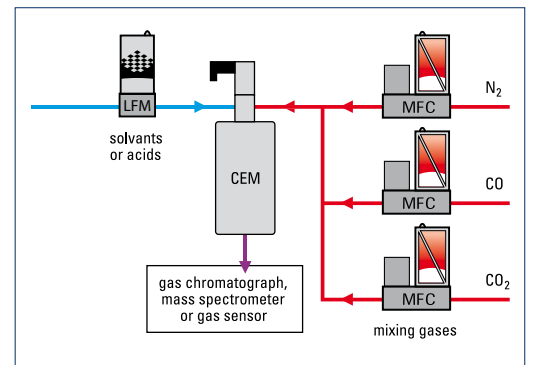 LFM
solvants
or acids
CEM
gas chromatograph,
mass spectrometer
or gas sensor
MFC
N₂
MFC
CO
MFC
CO₂
mixing gases